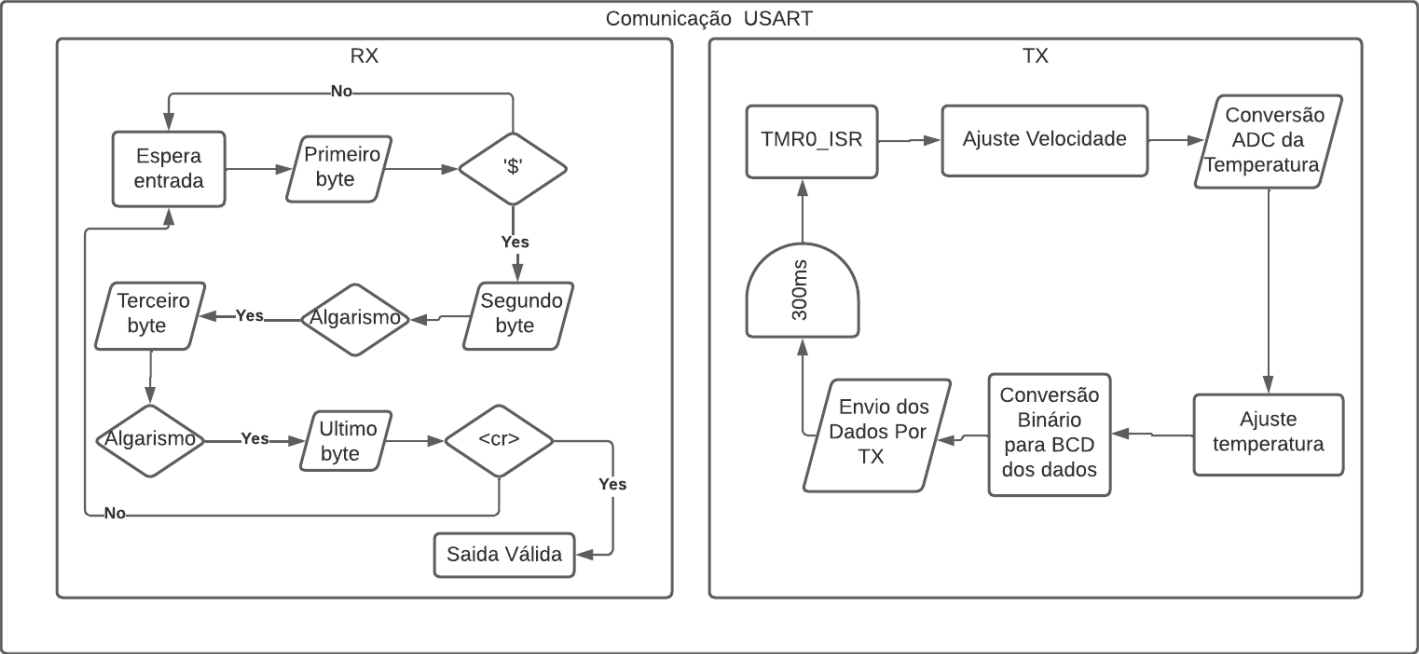 Comunicação USART
RX
No
Espera
entrada
Primeiro
byte
'$'
Yes
Segundo
byte
Algarismo
Yes
Terceiro
byte
Algarismo
Yes
Ultimo
byte
<cr>
Yes
No
Saida Válida
TX
TMR0_ISR
Ajuste Velocidade
Conversão
ADC da
Temperatura
Ajuste
temperatura
Conversão
Binário
para BCD
dos dados
Envio dos
Dados Por
TX
300ms